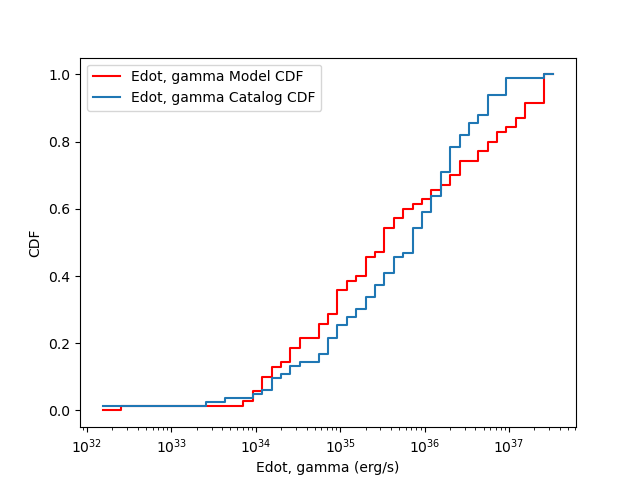 Edot, gamma Model CDF
Edot, gamma Catalog CDF
1.0
0.8
0.6
0.4
0.2
0.0
CDF
10^32 10^33 10^34 10^35 10^36 10^37
Edot, gamma (erg/s)